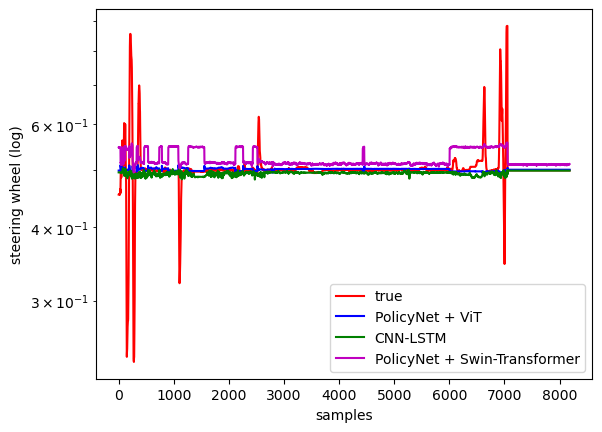 steering wheel (log)
6 × 10⁻¹
4 × 10⁻¹
3 × 10⁻¹
true
PolicyNet + ViT
CNN-LSTM
PolicyNet + Swin-Transformer
0 1000 2000 3000 4000 5000 6000 7000 8000
samples